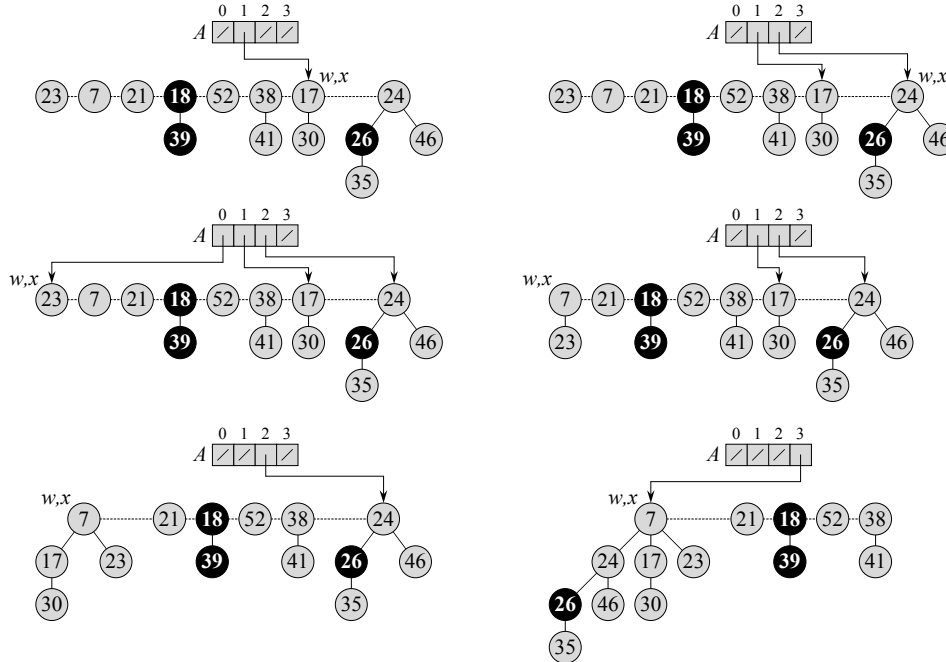 0 1 2 3
A
w,x
23 7 21 18 52 38 17 24
39 41 30 26 46
35
0 1 2 3
A
w,x
23 7 21 18 52 38 17 24
39 41 30 26 46
35
0 1 2 3
A
w,x
23 7 21 18 52 38 17 24
39 41 30 26 46
35
0 1 2 3
A
w,x
7 21 18 52 38 17 24
23 39 41 30 26 46
35
0 1 2 3
A
w,x
7 21 18 52 38 24
17 23 39 41 26 46
30 35
0 1 2 3
A
w,x
7 21 18 52 38
24 17 23 39 41
26 46 30
35